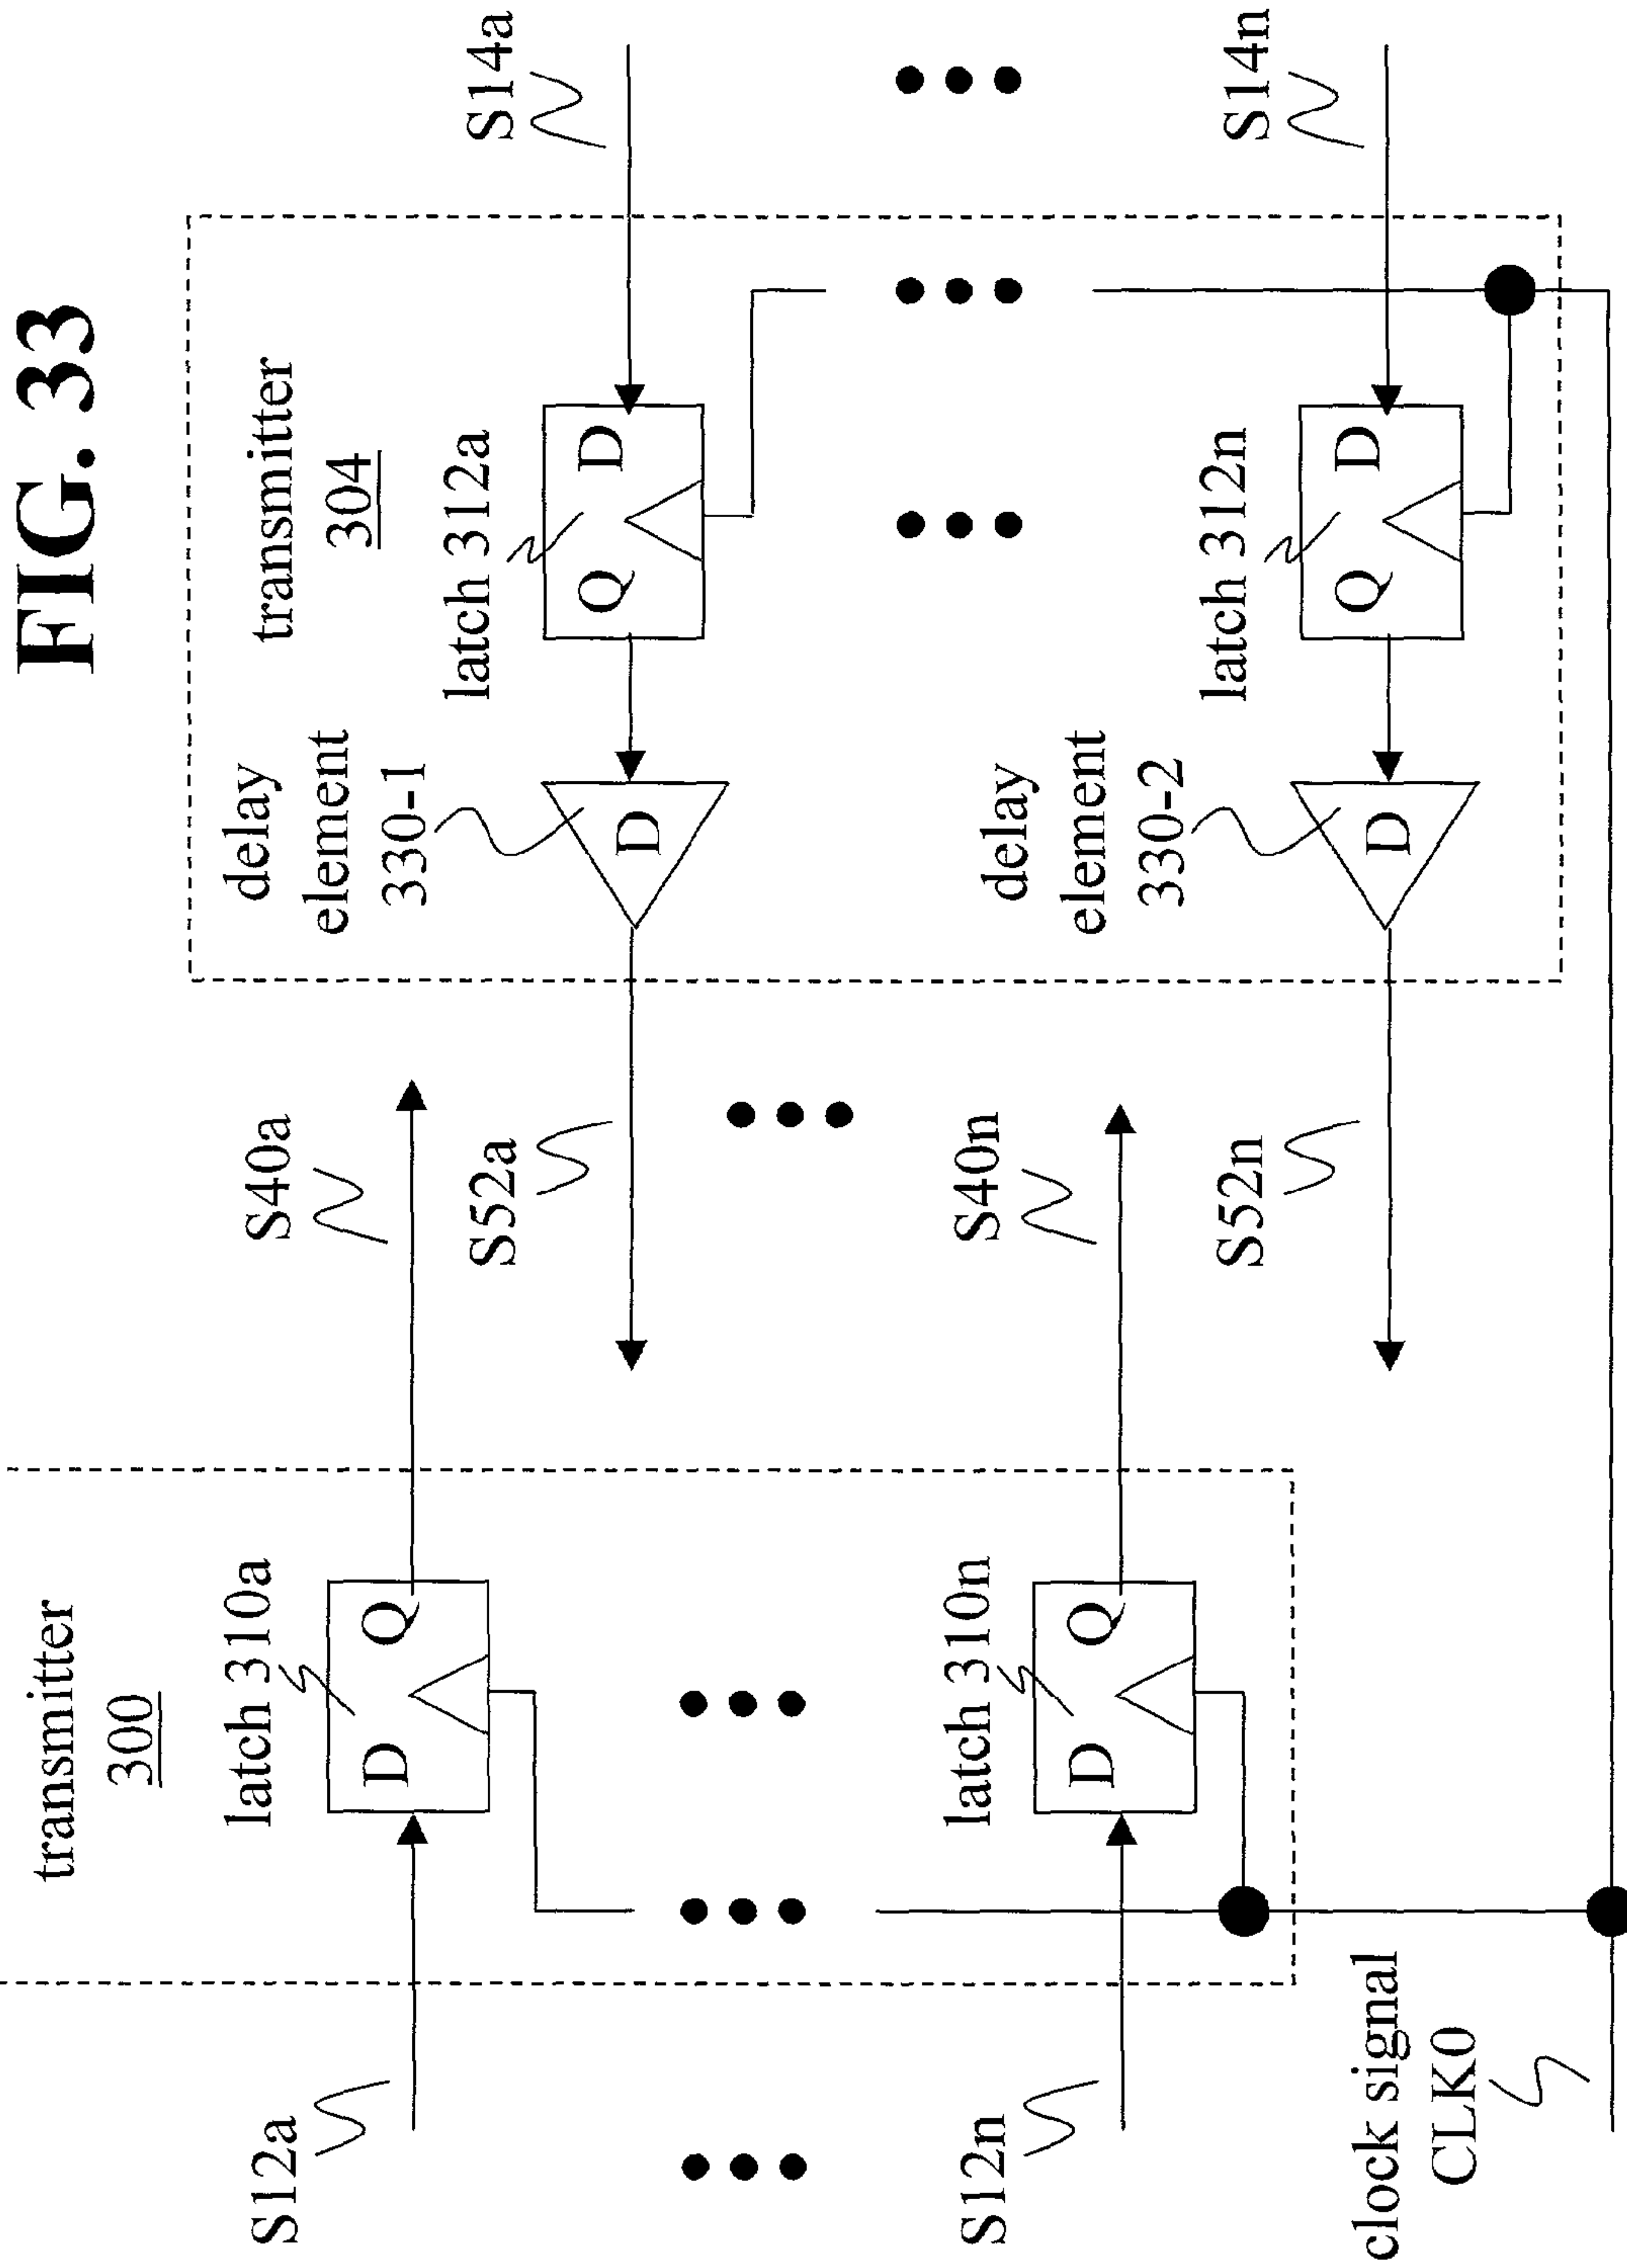 FIG. 33
transmitter
300
latch 310a
D
Q
S12a
S40a
latch 310n
D
Q
S12n
S40n
clock signal
CLK0
transmitter
304
delay
element
330-1
D
latch 312a
Q
D
S52a
S14a
delay
element
330-2
D
latch 312n
Q
D
S52n
S14n